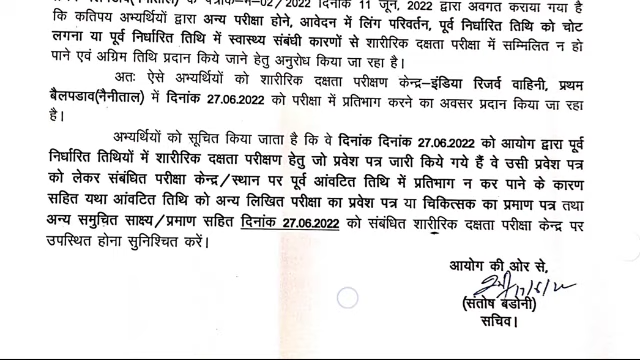 के पत्रांक-म-02/2022 दिनांक 11 जून, 2022 द्वारा अवगत कराया गया है
कि कतिपय अभ्यर्थियों द्वारा अन्य परीक्षा होने, आवेदन में लिंग परिवर्तन, पूर्व निर्धारित तिथि को चोट
लगना या पूर्व निर्धारित तिथि में स्वास्थ्य संबंधी कारणों से शारीरिक दक्षता परीक्षा में सम्मिलित न हो
पाने एवं अग्रिम तिथि प्रदान किये जाने हेतु अनुरोध किया जा रहा है।
अतः ऐसे अभ्यर्थियों को शारीरिक दक्षता परीक्षण केन्द्र–इंडिया रिजर्व वाहिनी, प्रथम
बैलपडाव(नैनीताल) में दिनांक 27.06.2022 को परीक्षा में प्रतिभाग करने का अवसर प्रदान किया जा रहा
है।
अभ्यर्थियों को सूचित किया जाता है कि वे दिनांक दिनांक 27.06.2022 को आयोग द्वारा पूर्व
निर्धारित तिथियों में शारीरिक दक्षता परीक्षण हेतु जो प्रवेश पत्र जारी किये गये हैं वे उसी प्रवेश पत्र
को लेकर संबंधित परीक्षा केन्द्र/स्थान पर पूर्व आंवटित तिथि में प्रतिभाग न कर पाने के कारण
सहित यथा आंवटित तिथि को अन्य लिखित परीक्षा का प्रवेश पत्र या चिकित्सक का प्रमाण पत्र तथा
अन्य समुचित साक्ष्य/प्रमाण सहित दिनांक 27.06.2022 को संबंधित शारीरिक दक्षता परीक्षा केन्द्र पर
उपस्थित होना सुनिश्चित करें।
आयोग की ओर से,
(संतोष बडोनी)
सचिव।